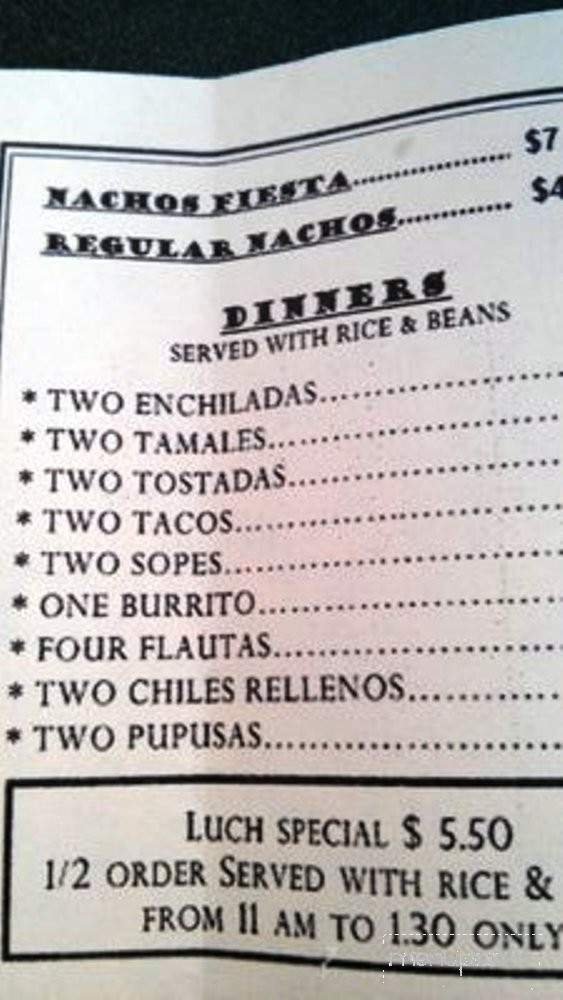 NACHOS FIESTA.................... $7
REGULAR NACHOS.............. $4
DINNERS
SERVED WITH RICE & BEANS
* TWO ENCHILADAS........................
* TWO TAMALES............................
* TWO TOSTADAS..........................
* TWO TACOS..............................
* TWO SOPES..............................
* ONE BURRITO............................
* FOUR FLAUTAS..........................
* TWO CHILES RELLENOS..............
* TWO PUPUSAS..........................
LUCH SPECIAL $ 5.50
1/2 ORDER SERVED WITH RICE &
FROM 11 AM TO 1.30 ONLY